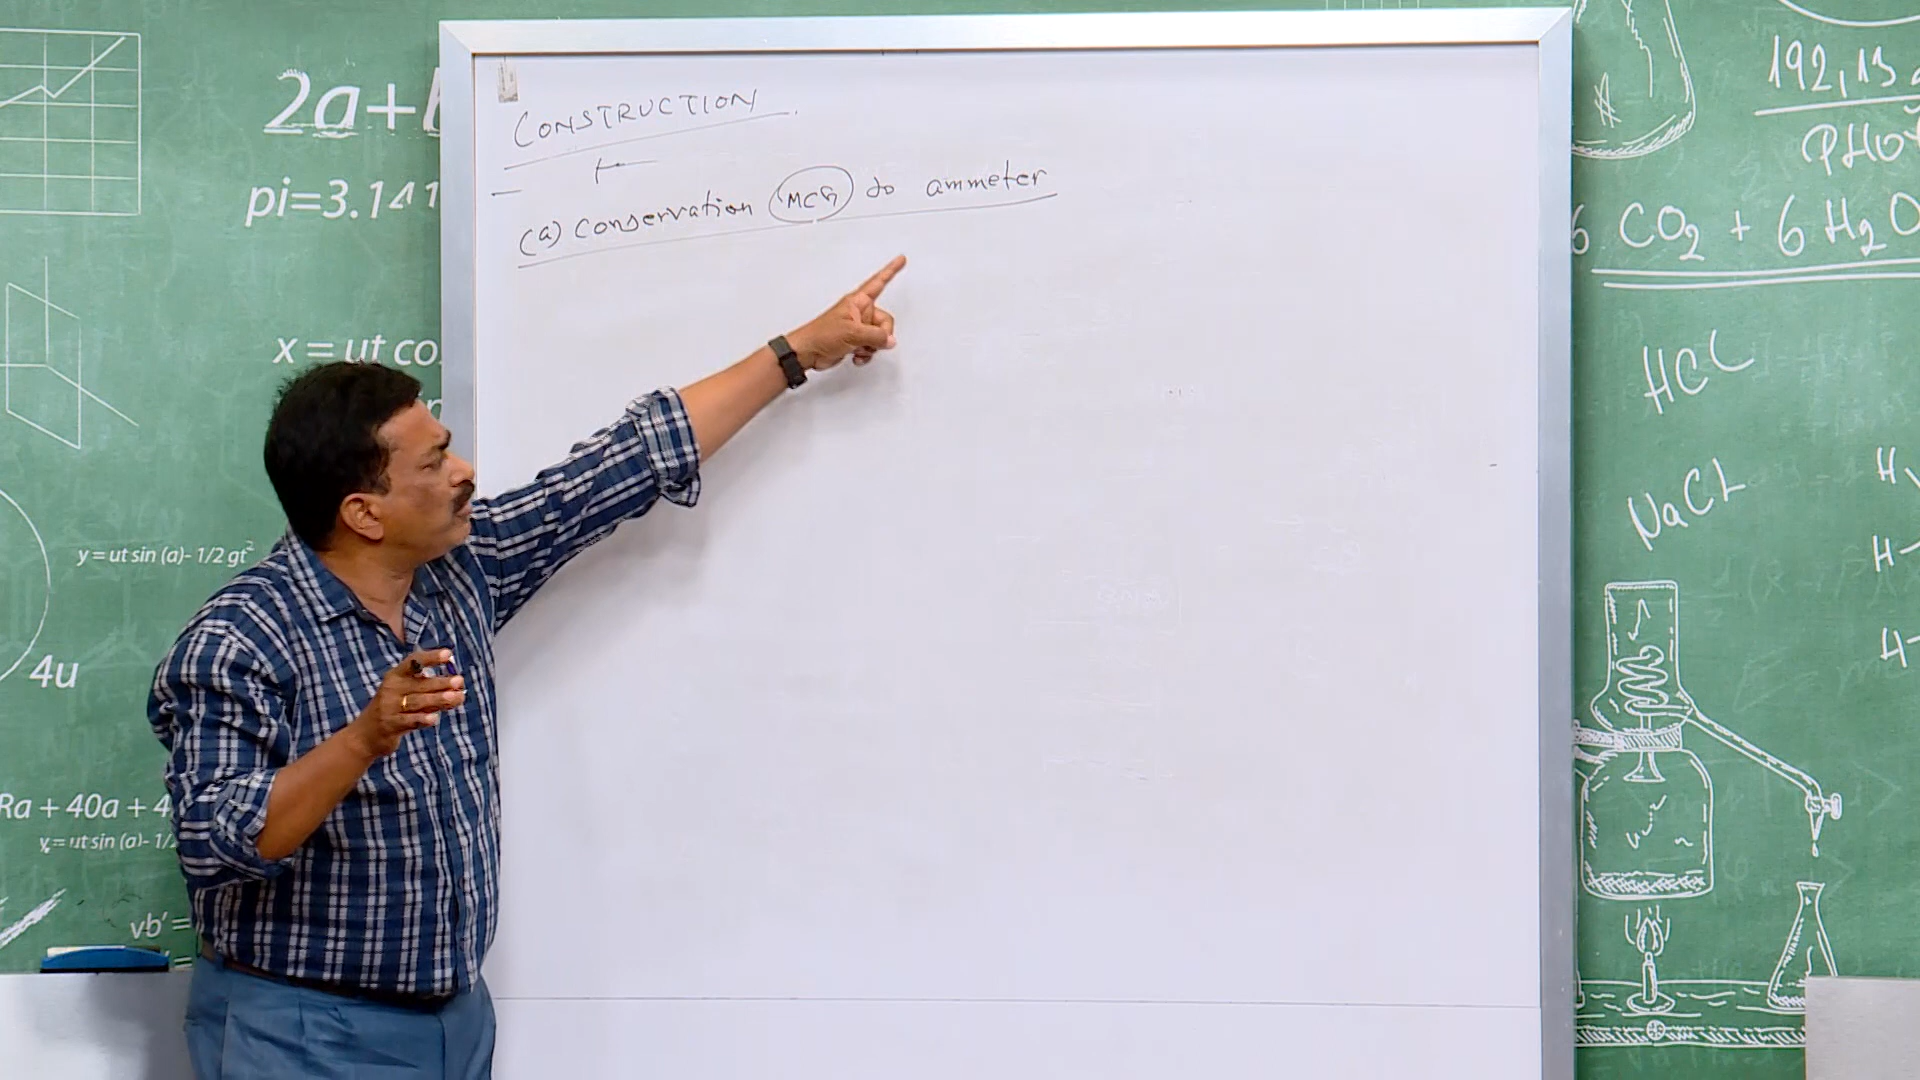 CONSTRUCTION.
(a) Conservation MCG to ammeter
2a+b
pi=3.141
x = ut co
y = ut sin (a)- 1/2 gt²
4u
Ra + 40a + 4
y = ut sin (a)- 1/2
vb' =
192,13
PHO
6 CO₂ + 6 H₂O
HCl
NaCl
H
H
H